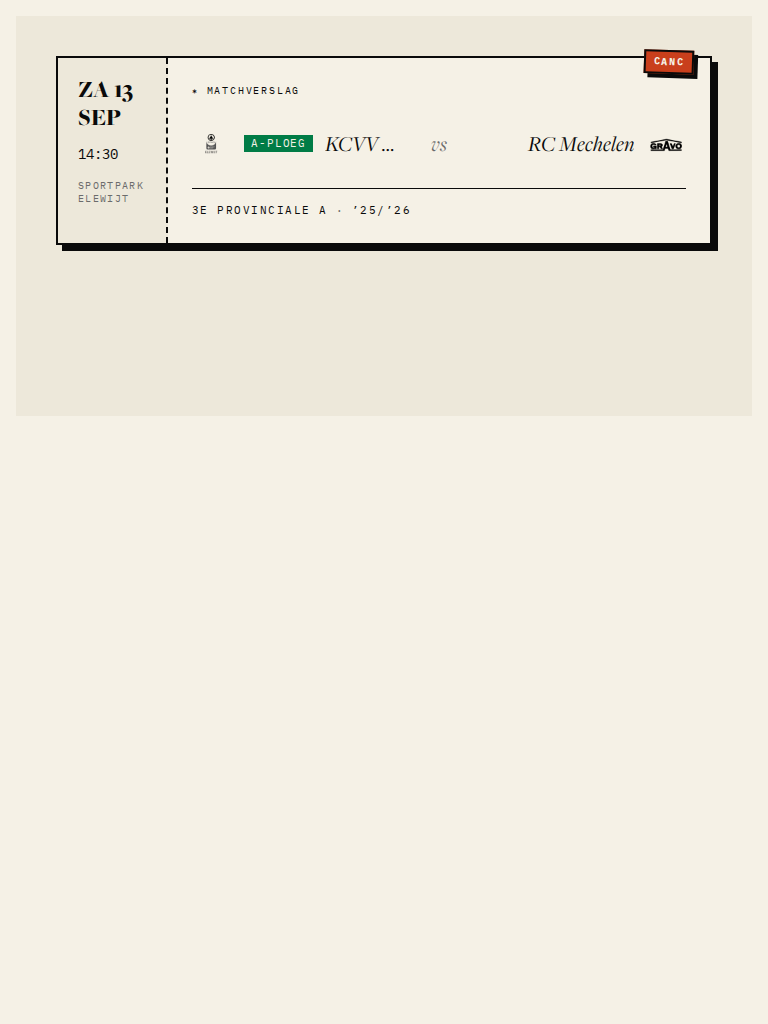 CANC
ZA 13
SEP
14:30
SPORTPARK
ELEWIJT
* MATCHVERSLAG
A-PLOEG KCVV ... vs RC Mechelen GRAVO
3E PROVINCIALE A · ’25/’26